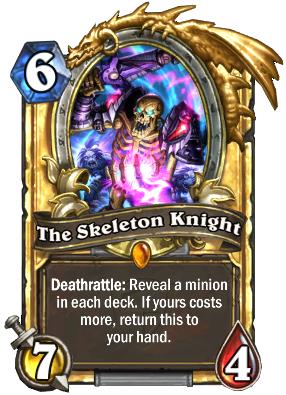 6
The Skeleton Knight
Deathrattle: Reveal a minion
in each deck. If yours costs
more, return this to
your hand.
7
4